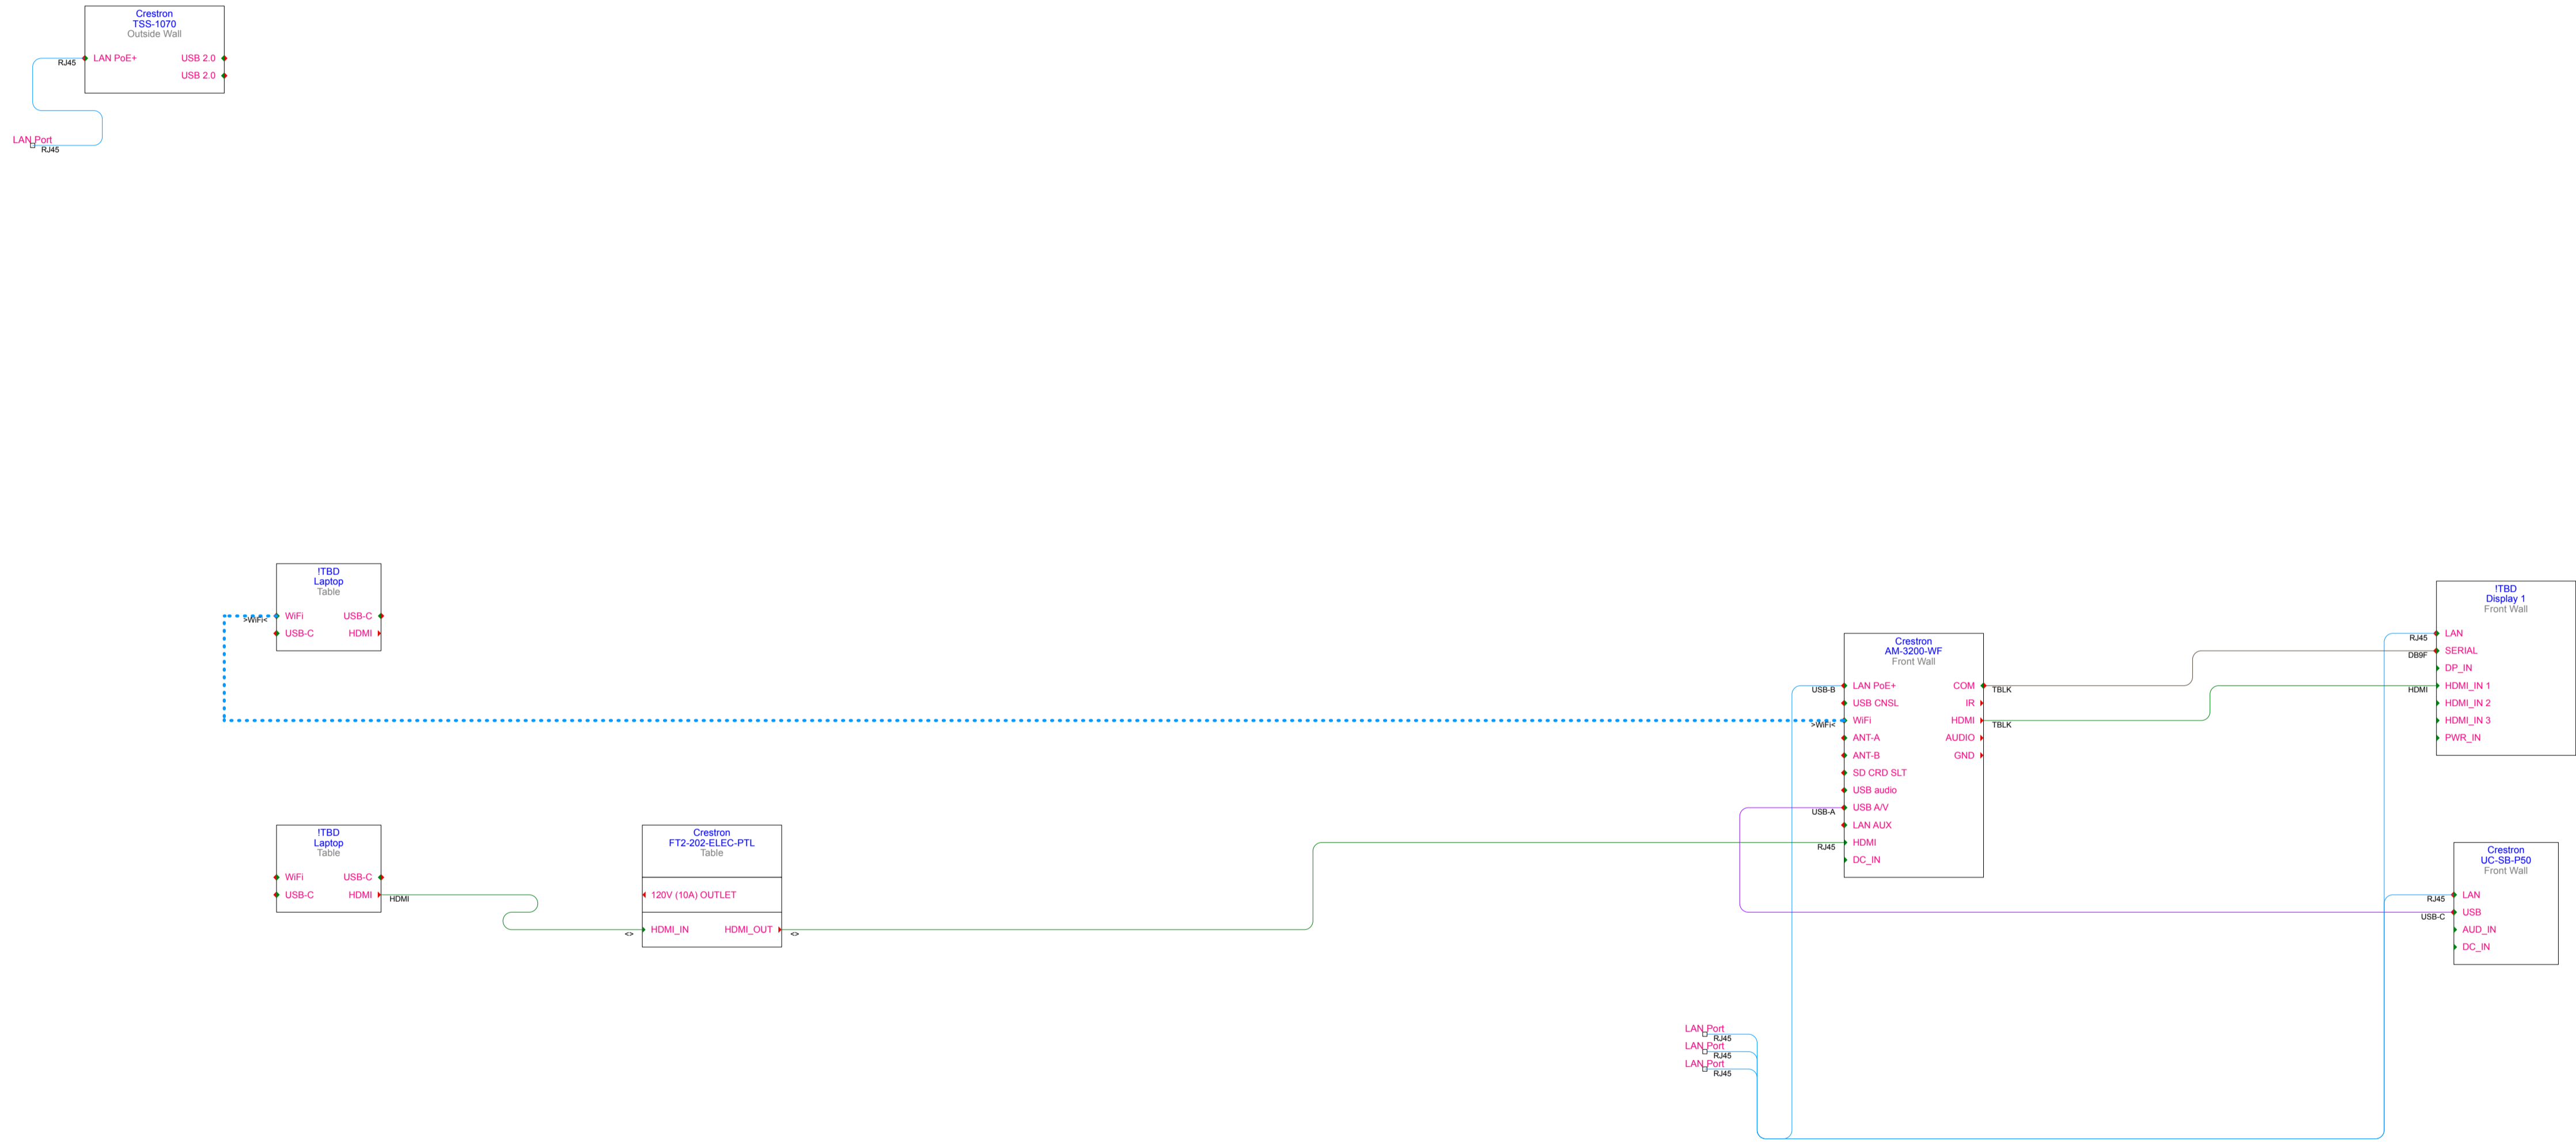 Crestron
TSS-1070
Outside Wall
LAN PoE+ USB 2.0
RJ45
USB 2.0
LAN Port
RJ45
!TBD
Laptop
Table
WiFi USB-C
>WiFi<
USB-C HDMI
!TBD
Display 1
Front Wall
LAN
RJ45
SERIAL
DB9F
DP_IN
HDMI_IN 1
HDMI
HDMI_IN 2
HDMI_IN 3
PWR_IN
Crestron
AM-3200-WF
Front Wall
LAN PoE+ COM
USB-B TBLK
USB CNSL IR
WiFi HDMI
>WiFi< TBLK
ANT-A AUDIO
ANT-B GND
SD CRD SLT
USB audio
USB A/V
USB-A
LAN AUX
HDMI
RJ45
DC_IN
!TBD
Laptop
Table
WiFi USB-C
USB-C HDMI
HDMI
Crestron
FT2-202-ELEC-PTL
Table
120V (10A) OUTLET
HDMI_IN HDMI_OUT
<> <>
Crestron
UC-SB-P50
Front Wall
LAN
RJ45
USB
USB-C
AUD_IN
DC_IN
LAN Port
RJ45
LAN Port
RJ45
LAN Port
RJ45